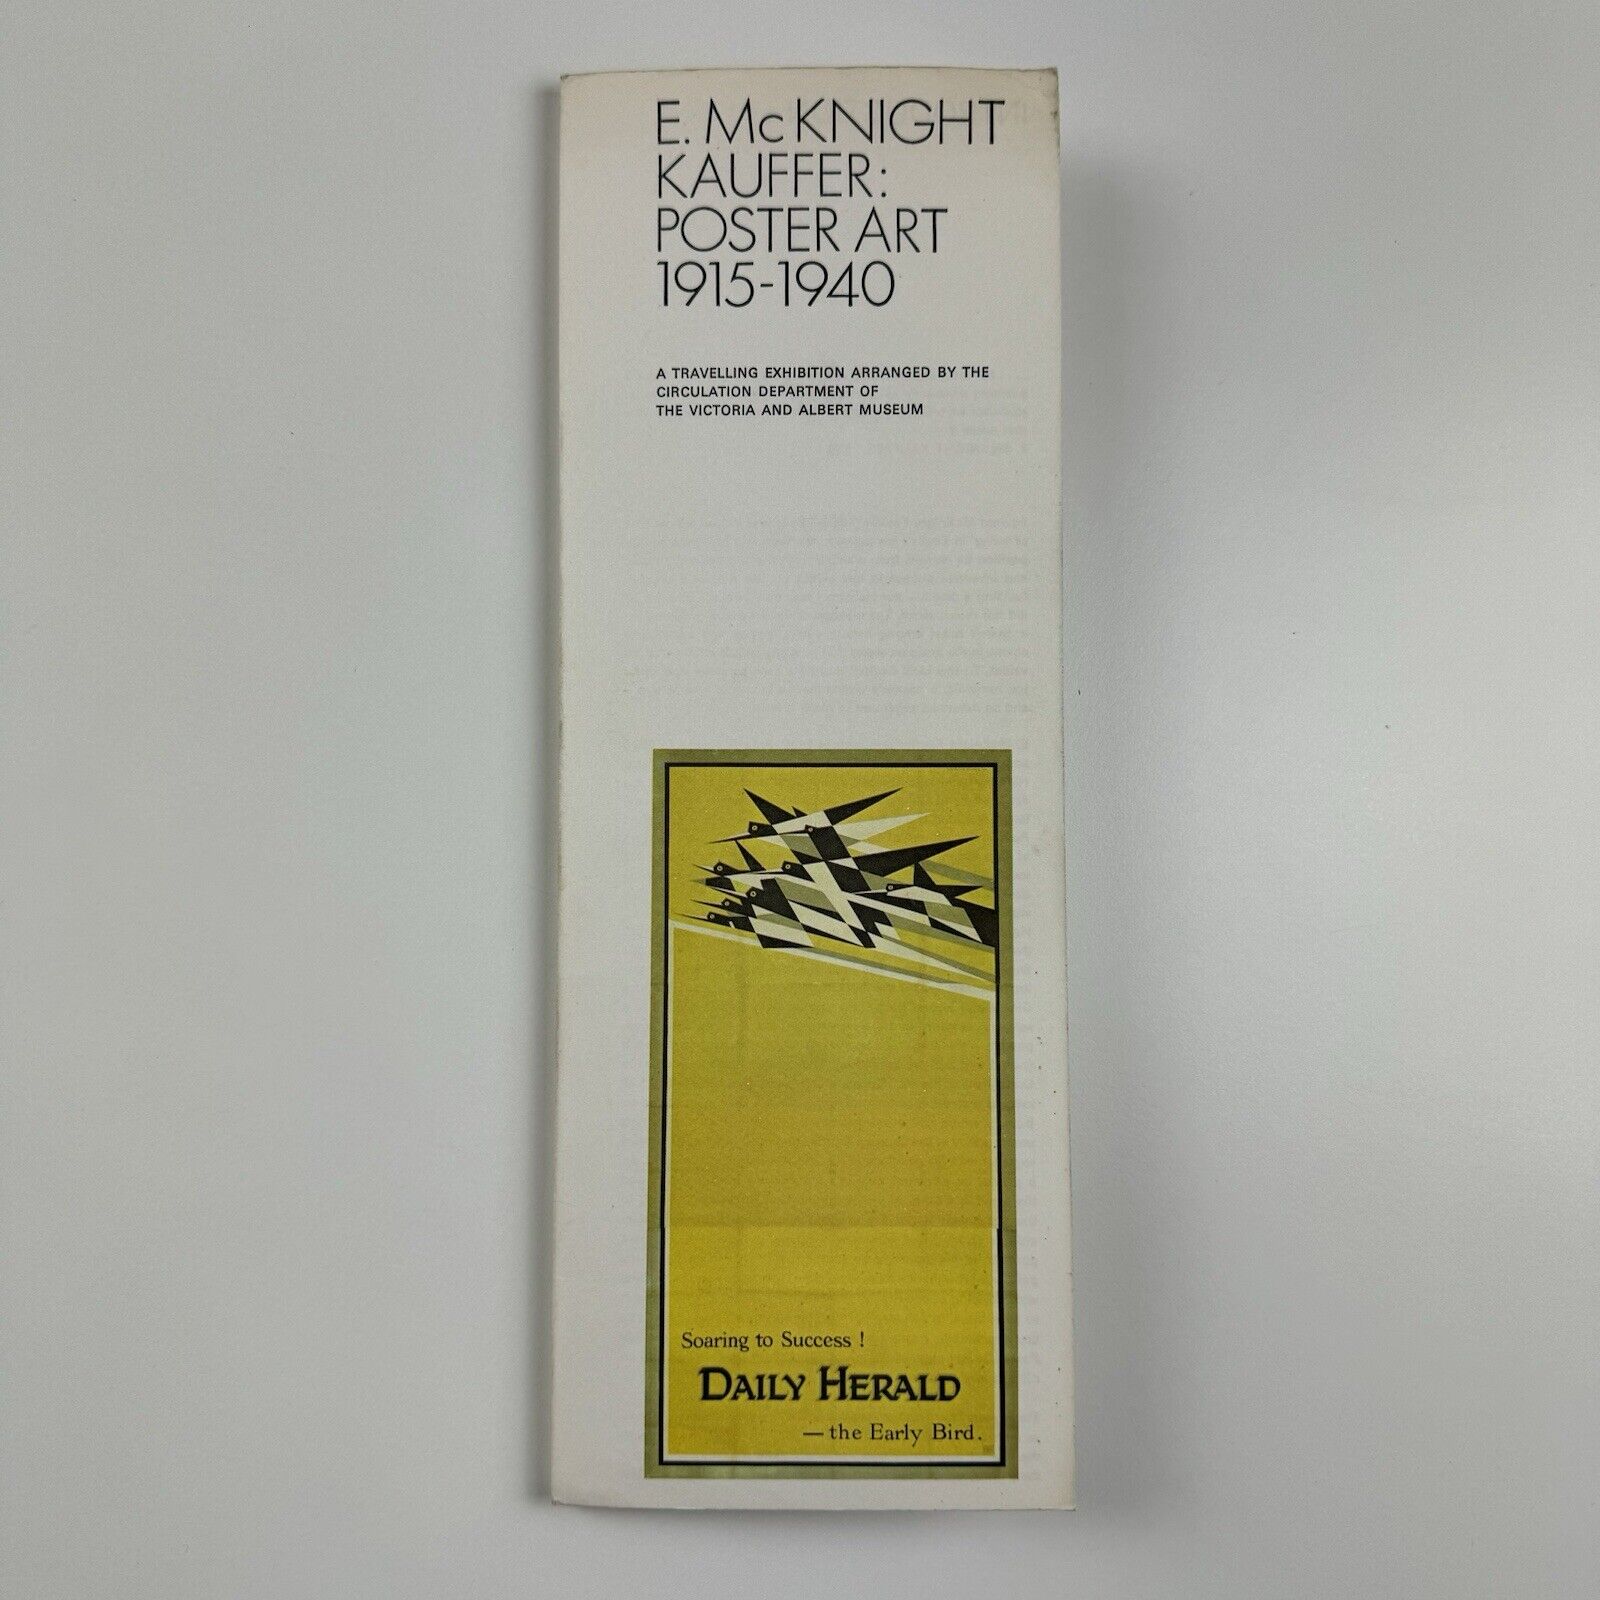 E. McKNIGHT
KAUFFER:
POSTER ART
1915-1940
A TRAVELLING EXHIBITION ARRANGED BY THE
CIRCULATION DEPARTMENT OF
THE VICTORIA AND ALBERT MUSEUM
Soaring to Success !
DAILY HERALD
— the Early Bird.